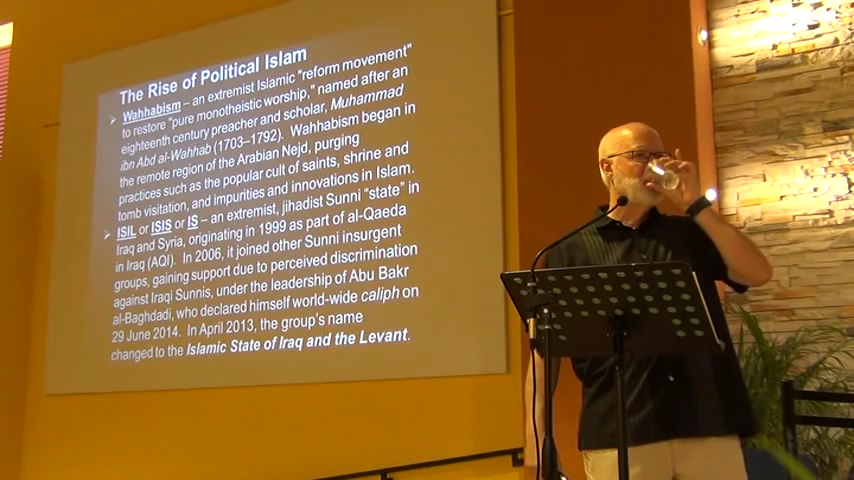 The Rise of Political Islam
Wahhabism – an extremist Islamic "reform movement"
to restore "pure monotheistic worship," named after an
eighteenth century preacher and scholar, Muhammad
ibn Abd al-Wahhab (1703–1792). Wahhabism began in
the remote region of the Arabian Nejd, purging
practices such as the popular cult of saints, shrine and
tomb visitation, and impurities and innovations in Islam.
ISIL or ISIS or IS – an extremist, jihadist Sunni "state" in
Iraq and Syria, originating in 1999 as part of al-Qaeda
in Iraq (AQI). In 2006, it joined other Sunni insurgent
groups, gaining support due to perceived discrimination
against Iraqi Sunnis, under the leadership of Abu Bakr
al-Baghdadi, who declared himself world-wide caliph on
29 June 2014. In April 2013, the group's name
changed to the Islamic State of Iraq and the Levant.